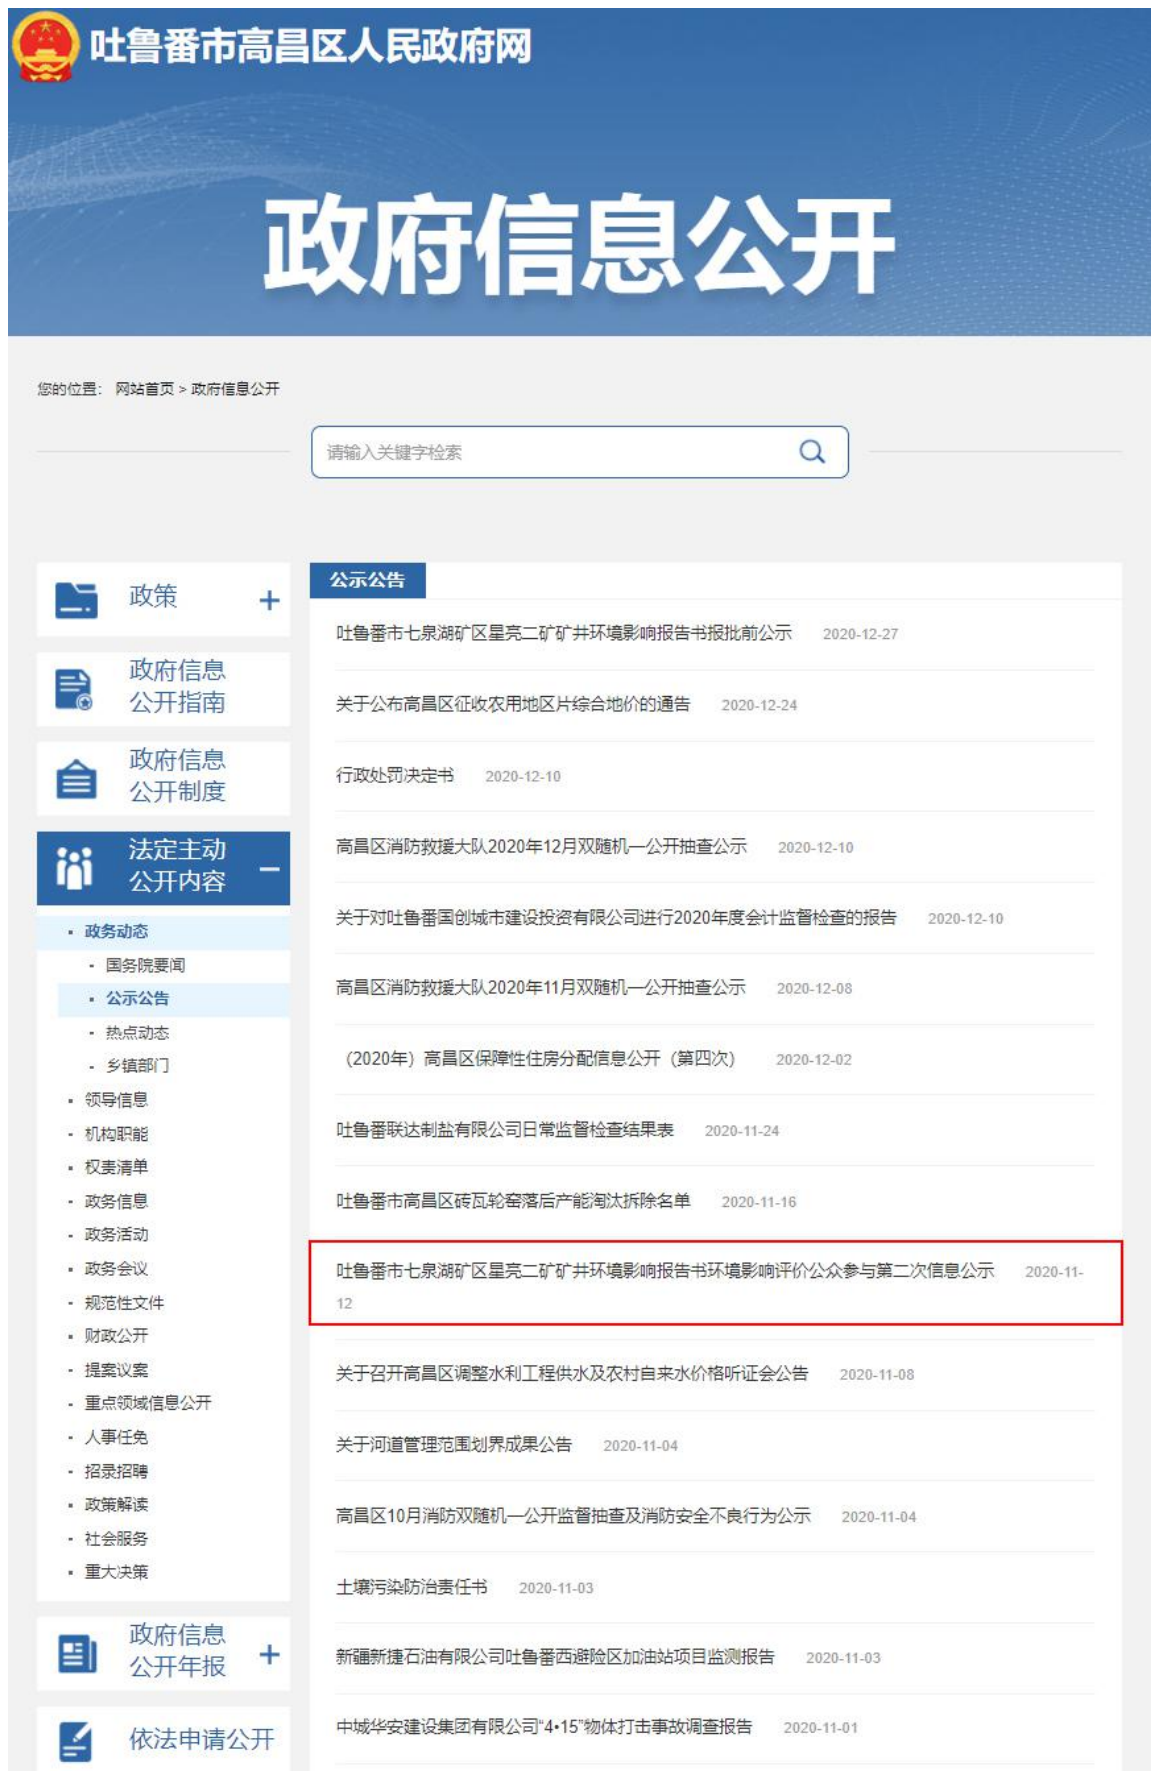 吐鲁番市高昌区人民政府网
政府信息公开
您的位置： 网站首页 > 政府信息公开
请输入关键字检索
政策
政府信息
公开指南
政府信息
公开制度
法定主动
公开内容
政务动态
国务院要闻
公示公告
热点动态
乡镇部门
领导信息
机构职能
权责清单
政务信息
政务活动
政务会议
规范性文件
财政公开
提案议案
重点领域信息公开
人事任免
招录招聘
政策解读
社会服务
重大决策
政府信息
公开年报
依法申请公开
公示公告
吐鲁番市七泉湖矿区星亮二矿矿井环境影响报告书报批前公示 2020-12-27
关于公布高昌区征收农用地区片综合地价的通告 2020-12-24
行政处罚决定书 2020-12-10
高昌区消防救援大队2020年12月双随机一公开抽查公示 2020-12-10
关于对吐鲁番国创城市建设投资有限公司进行2020年度会计监督检查的报告 2020-12-10
高昌区消防救援大队2020年11月双随机一公开抽查公示 2020-12-08
（2020年）高昌区保障性住房分配信息公开（第四次） 2020-12-02
吐鲁番联达制盐有限公司日常监督检查结果表 2020-11-24
吐鲁番市高昌区砖瓦轮窑落后产能淘汰拆除名单 2020-11-16
吐鲁番市七泉湖矿区星亮二矿矿井环境影响报告书环境影响评价公众参与第二次信息公示 2020-11-
12
关于召开高昌区调整水利工程供水及农村自来水价格听证会公告 2020-11-08
关于河道管理范围划界成果公告 2020-11-04
高昌区10月消防双随机一公开监督抽查及消防安全不良行为公示 2020-11-04
土壤污染防治责任书 2020-11-03
新疆新捷石油有限公司吐鲁番西避险区加油站项目监测报告 2020-11-03
中城华安建设集团有限公司“4•15”物体打击事故调查报告 2020-11-01